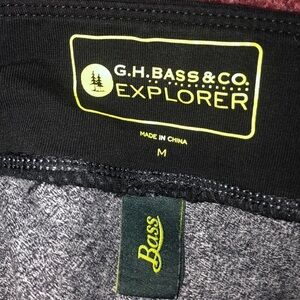 G.H.BASS&CO.
EXPLORER
MADE IN CHINA
M
Bass